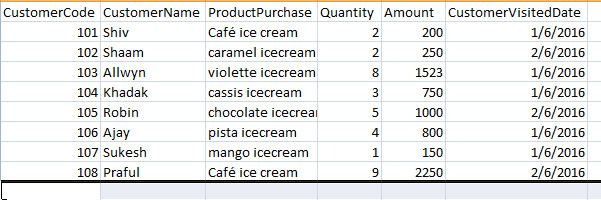 CustomerCode CustomerName ProductPurchase Quantity Amount CustomerVisitedDate
101 Shiv Café ice cream 2 200 1/6/2016
102 Shaam caramel icecream 2 250 2/6/2016
103 Allwyn violette icecream 8 1523 1/6/2016
104 Khadak cassis icecream 3 750 1/6/2016
105 Robin chocolate icecrear 5 1000 2/6/2016
106 Ajay pista icecream 4 800 1/6/2016
107 Sukesh mango icecream 1 150 1/6/2016
108 Praful Café ice cream 9 2250 2/6/2016